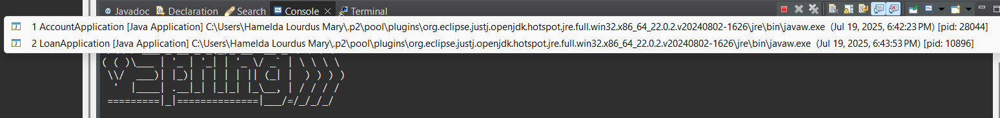 @ Javadoc Declaration Search Console Terminal
1 AccountApplication [Java Application] C:\Users\Hamelda Lourdus Mary\.p2\pool\plugins\org.eclipse.justj.openjdk.hotspot.jre.full.win32.x86_64_22.0.2.v20240802-1626\jre\bin\javaw.exe (Jul 19, 2025, 6:42:23 PM) [pid: 28044]
2 LoanApplication [Java Application] C:\Users\Hamelda Lourdus Mary\.p2\pool\plugins\org.eclipse.justj.openjdk.hotspot.jre.full.win32.x86_64_22.0.2.v20240802-1626\jre\bin\javaw.exe (Jul 19, 2025, 6:43:53 PM) [pid: 10896]
( ( )\___ | '_ | '_| | '_ \/ _` | \ \ \ \
 \\/  ___)| |_)| | | | | || (_| |  ) ) ) )
  '  |____| .__|_| |_|_| |_\__, | / / / /
 =========|_|==============|___/=/_/_/_/